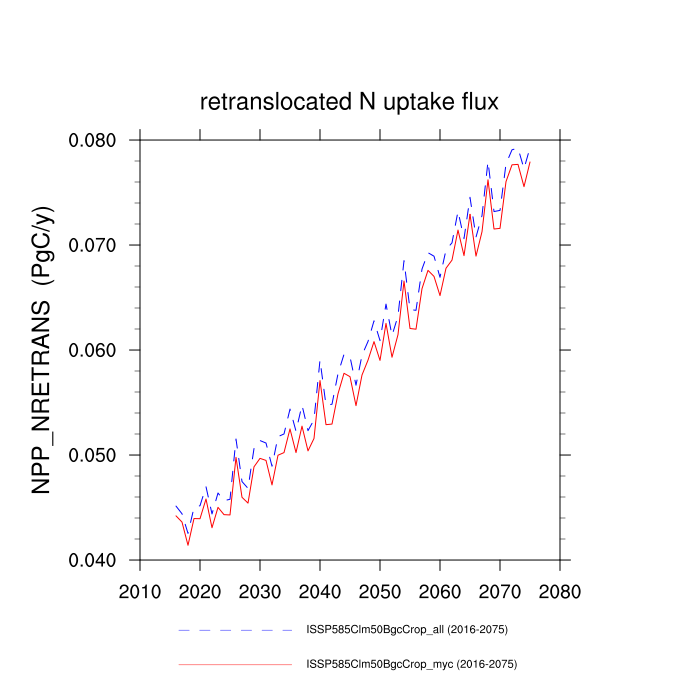 retranslocated N uptake flux
NPP_NRETRANS (PgC/y)
0.080
0.070
0.060
0.050
0.040
2010 2020 2030 2040 2050 2060 2070 2080
ISSP585Clm50BgcCrop_all (2016-2075)
ISSP585Clm50BgcCrop_myc (2016-2075)